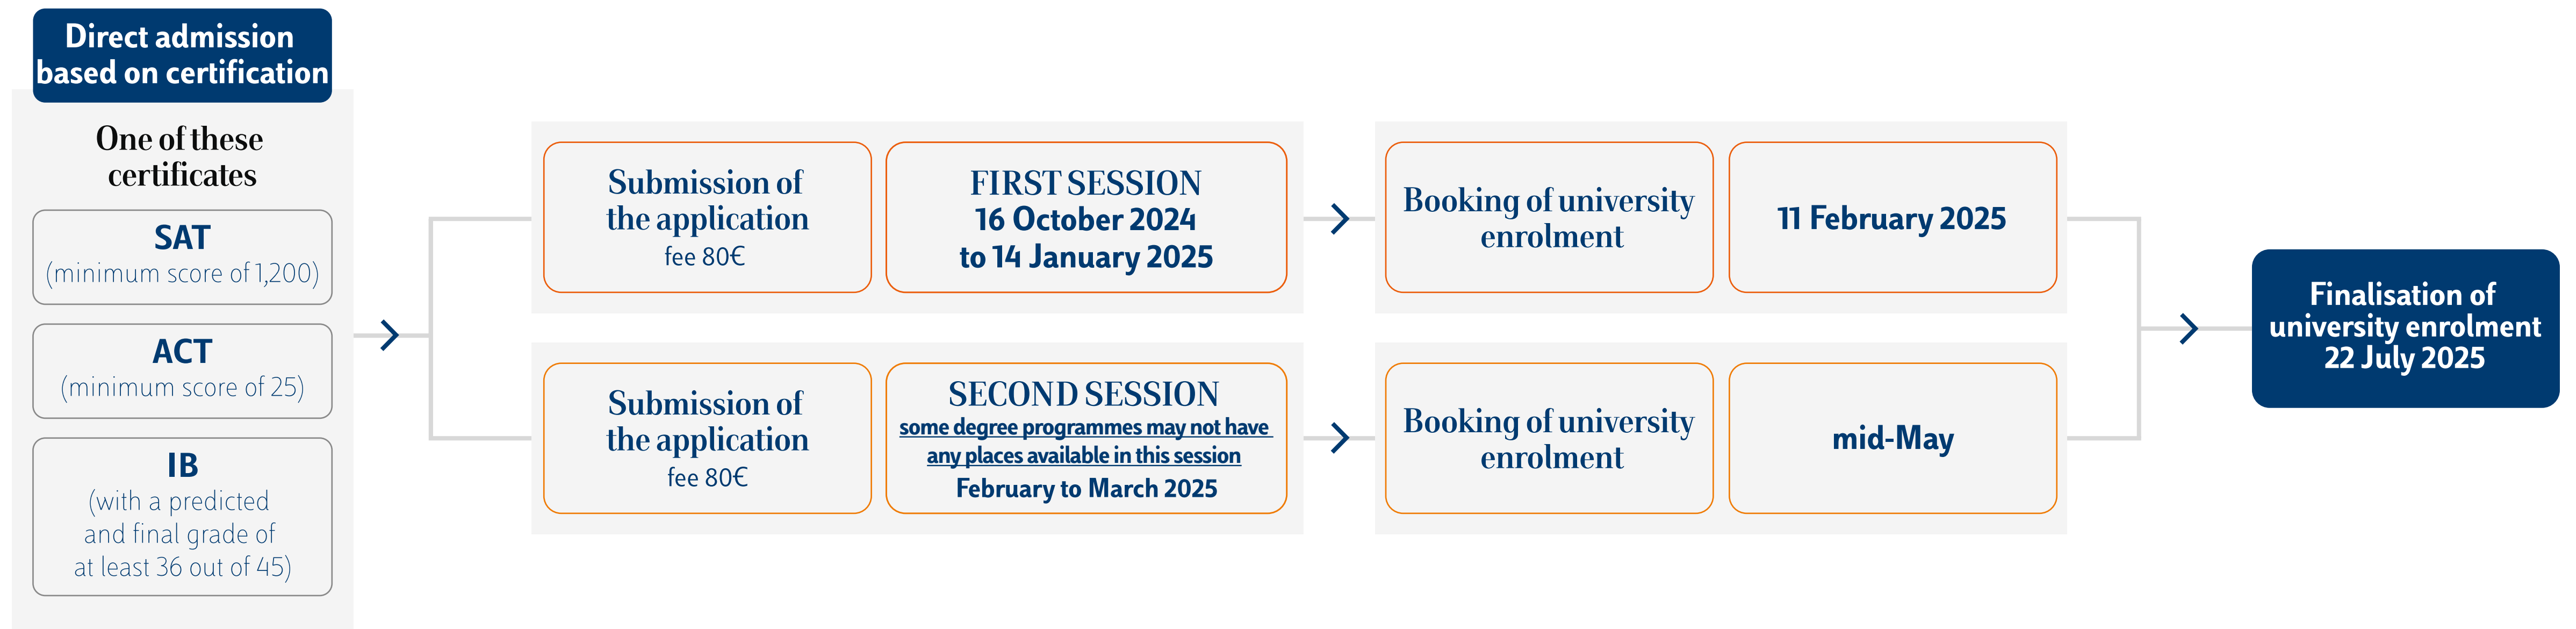 Direct admission
based on certification
One of these
certificates
SAT
(minimum score of 1,200)
ACT
(minimum score of 25)
IB
(with a predicted
and final grade of
at least 36 out of 45)
Submission of
the application
fee 80€
FIRST SESSION
16 October 2024
to 14 January 2025
Booking of university
enrolment
11 February 2025
Submission of
the application
fee 80€
SECOND SESSION
some degree programmes may not have
any places available in this session
February to March 2025
Booking of university
enrolment
mid-May
Finalisation of
university enrolment
22 July 2025